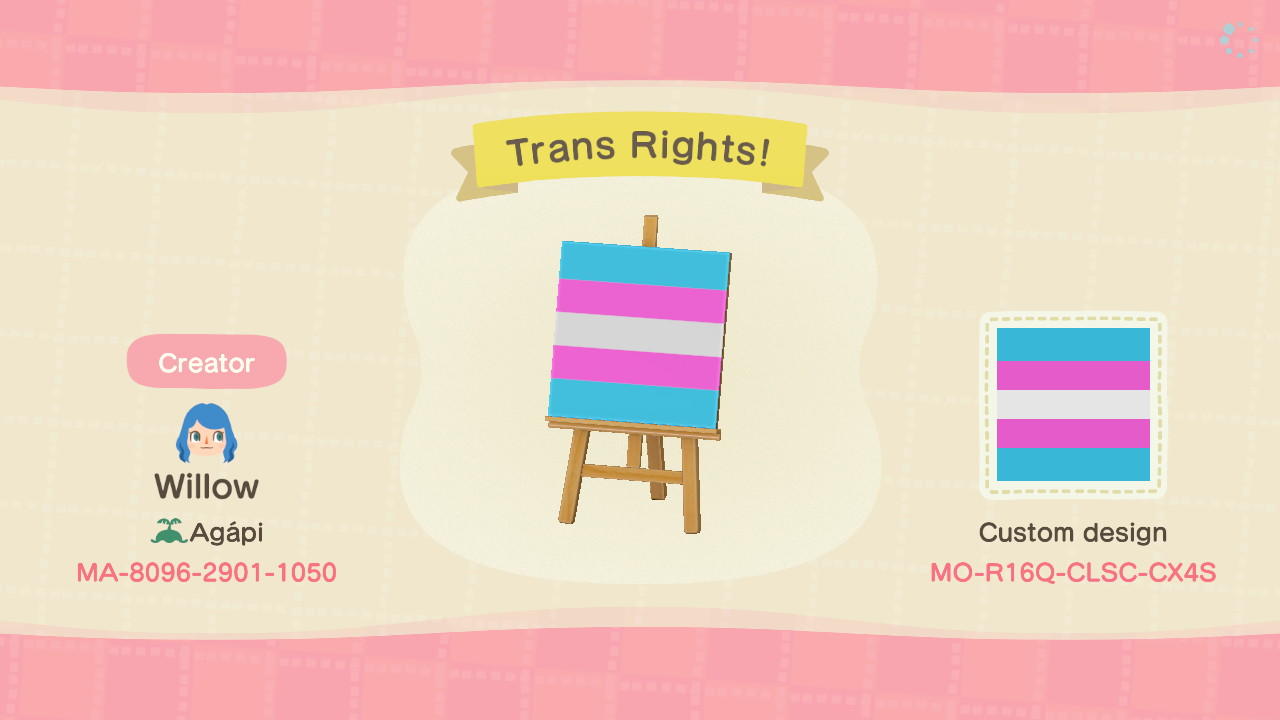 Trans Rights!
Creator
Willow
Agápi
MA-8096-2901-1050
Custom design
MO-R16Q-CLSC-CX4S